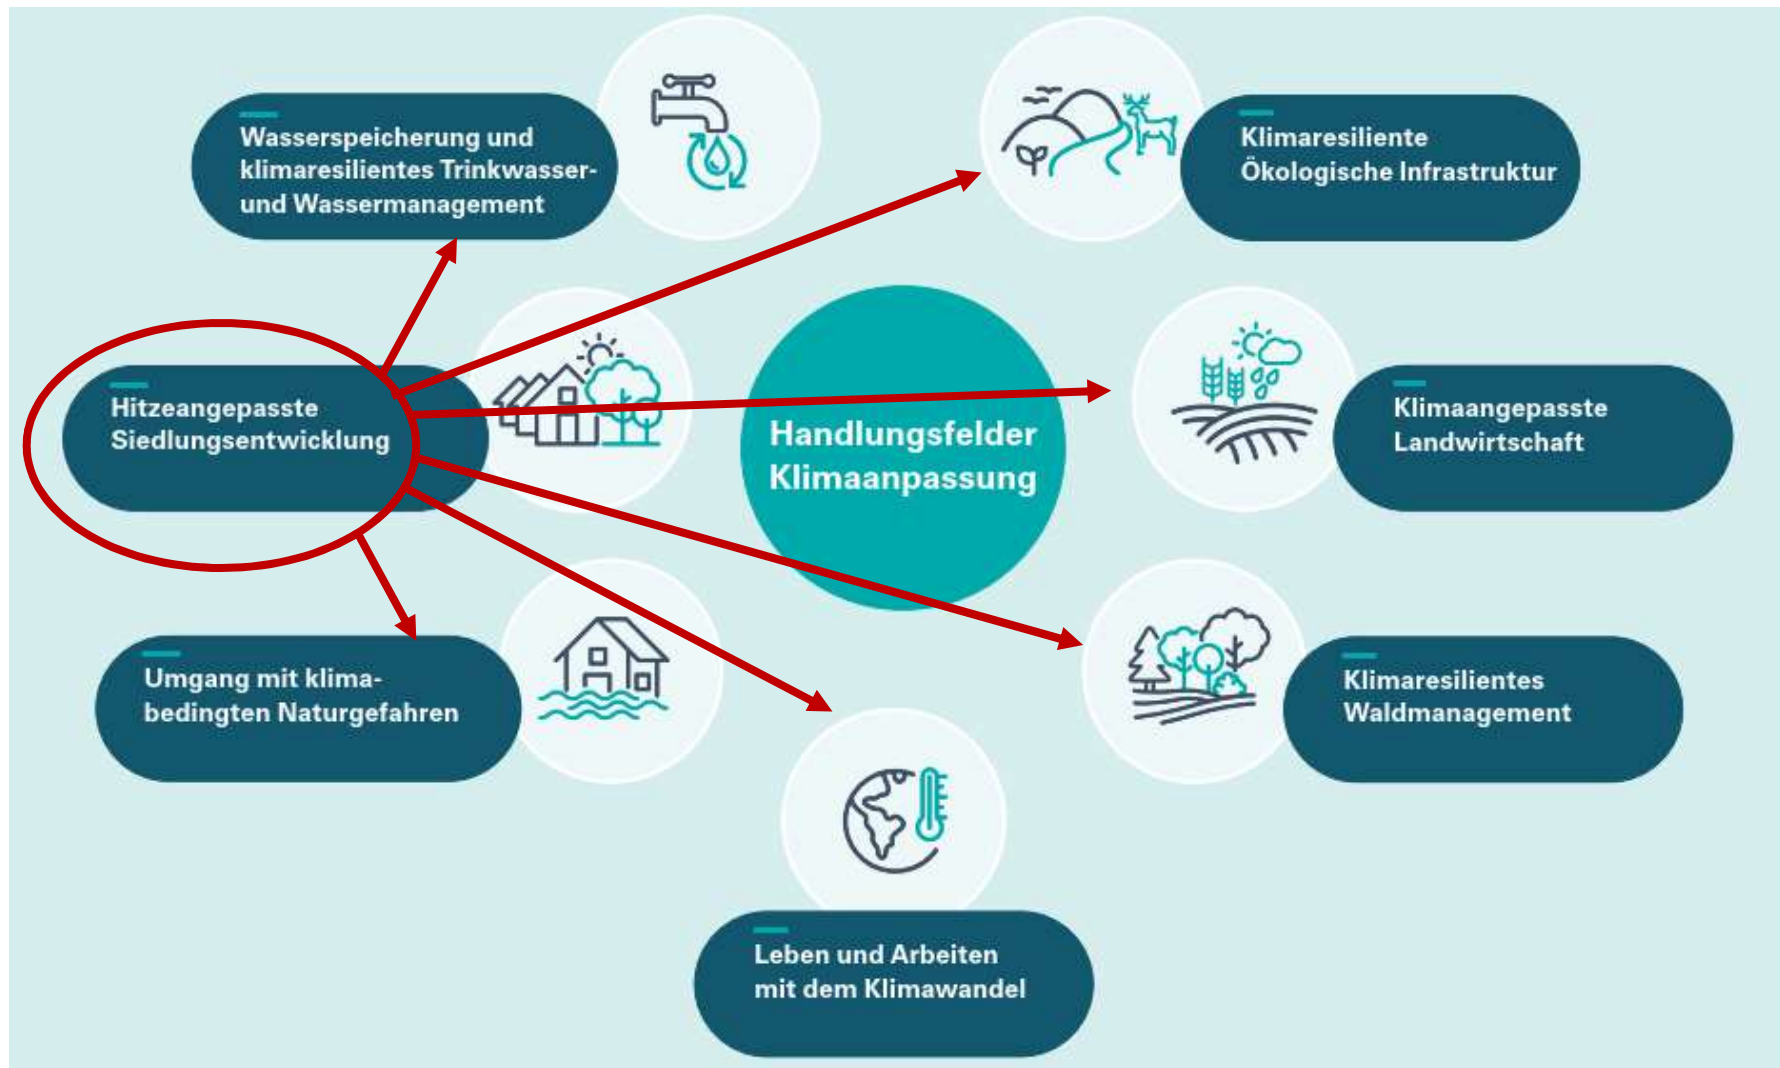 Wasserspeicherung und
klimaresilientes Trinkwasser-
und Wassermanagement
Klimaresiliente
Ökologische Infrastruktur
Hitzeangepasste
Siedlungsentwicklung
Handlungsfelder
Klimaanpassung
Klimaangepasste
Landwirtschaft
Umgang mit klima-
bedingten Naturgefahren
Klimaresilientes
Waldmanagement
Leben und Arbeiten
mit dem Klimawandel